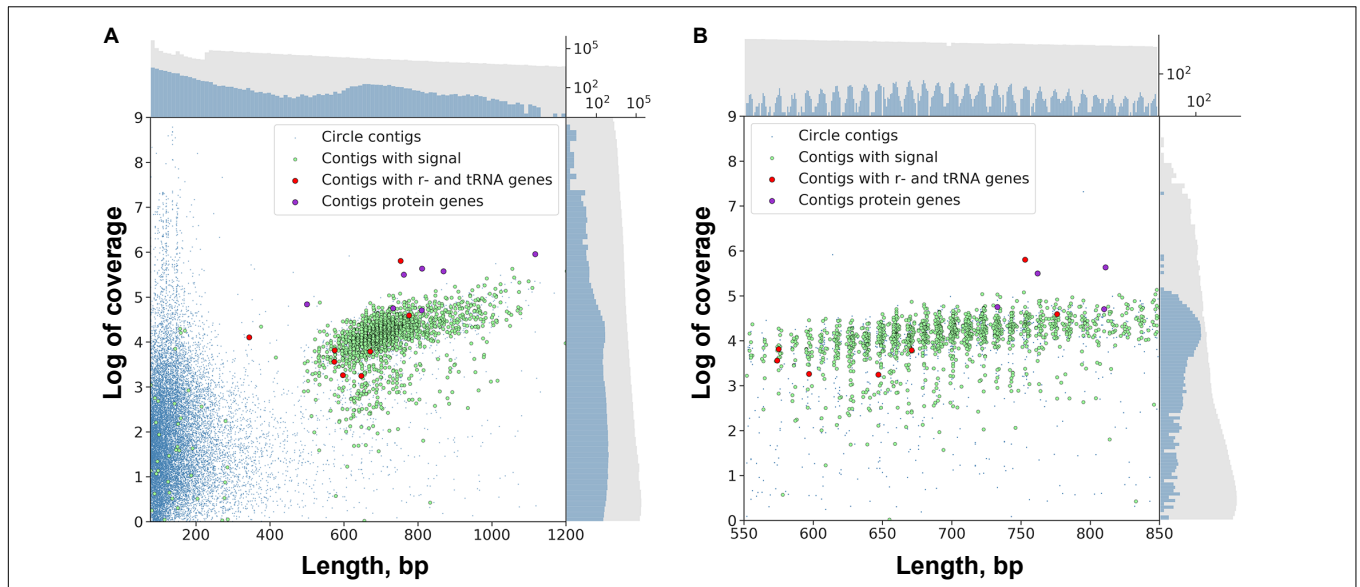 A
10^5
10^2
10^2 10^5
9
8
7
6
5
4
3
2
1
0
Log of coverage
Circle contigs
Contigs with signal
Contigs with r- and tRNA genes
Contigs protein genes
200 400 600 800 1000 1200
Length, bp
B
10^2
10^2
9
8
7
6
5
4
3
2
1
0
Log of coverage
Circle contigs
Contigs with signal
Contigs with r- and tRNA genes
Contigs protein genes
550 600 650 700 750 800 850
Length, bp